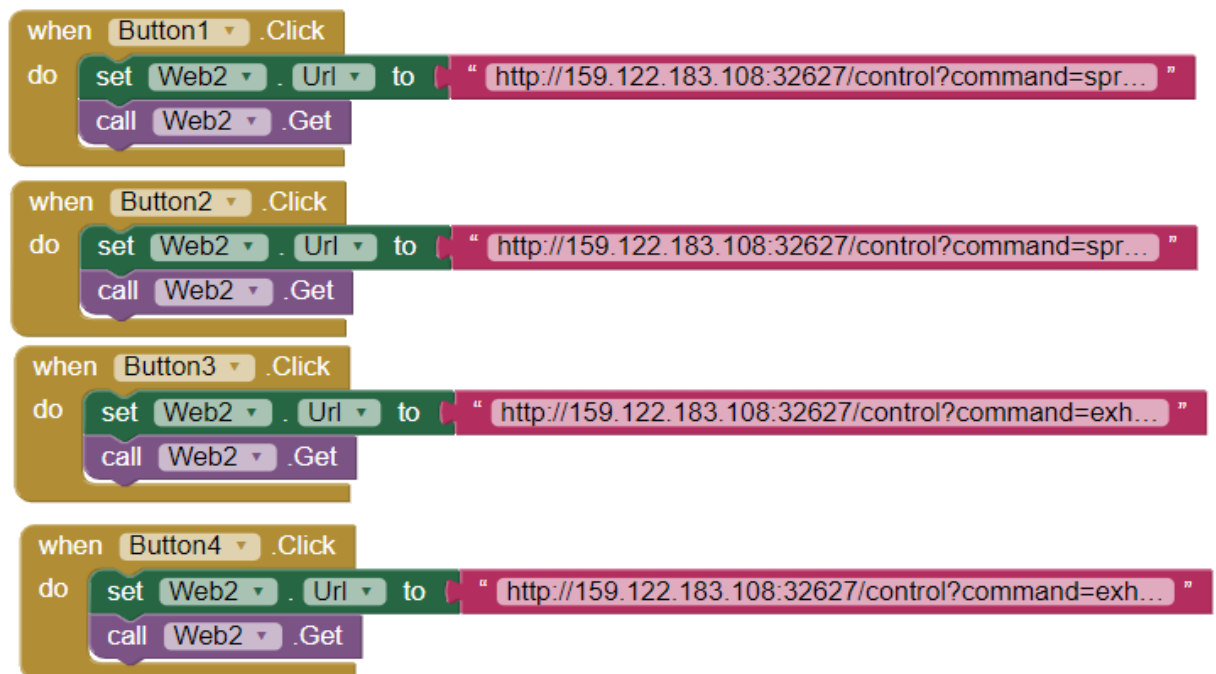 when Button1 .Click
do set Web2 . Url to " http://159.122.183.108:32627/control?command=spr... "
call Web2 .Get
when Button2 .Click
do set Web2 . Url to " http://159.122.183.108:32627/control?command=spr... "
call Web2 .Get
when Button3 .Click
do set Web2 . Url to " http://159.122.183.108:32627/control?command=exh... "
call Web2 .Get
when Button4 .Click
do set Web2 . Url to " http://159.122.183.108:32627/control?command=exh... "
call Web2 .Get